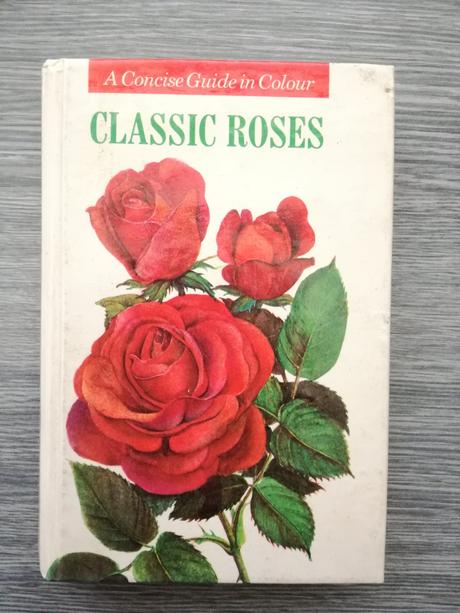 A Concise Guide in Colour
CLASSIC ROSES